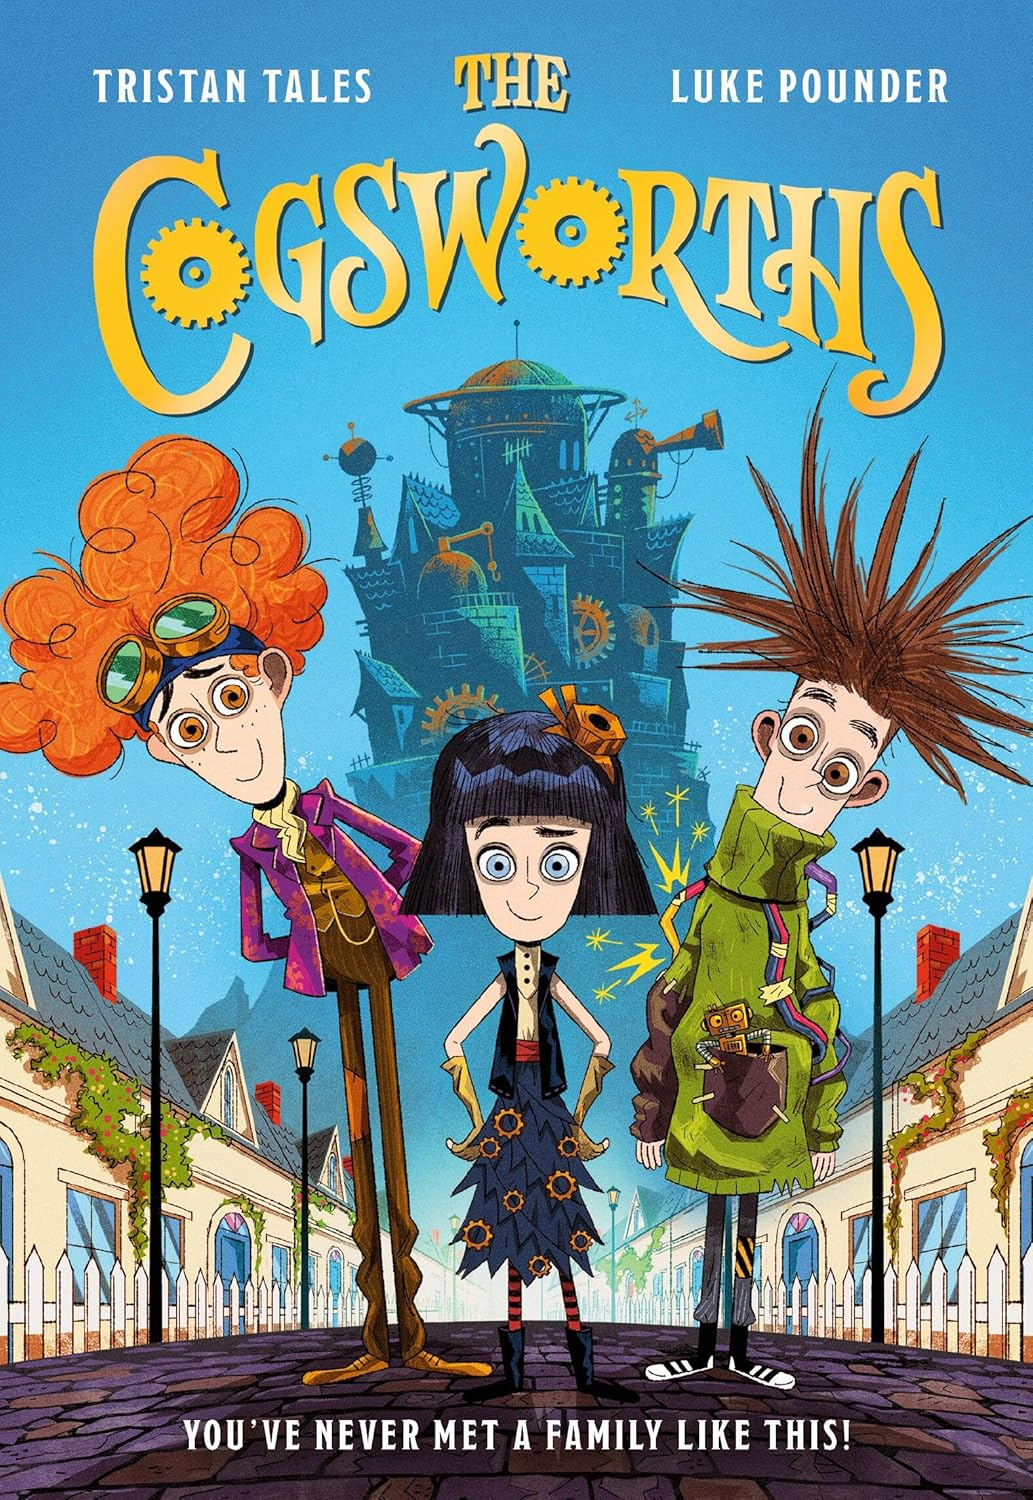 TRISTAN TALES
LUKE POUNDER
THE
COGSWORTHS
YOU'VE NEVER MET A FAMILY LIKE THIS!